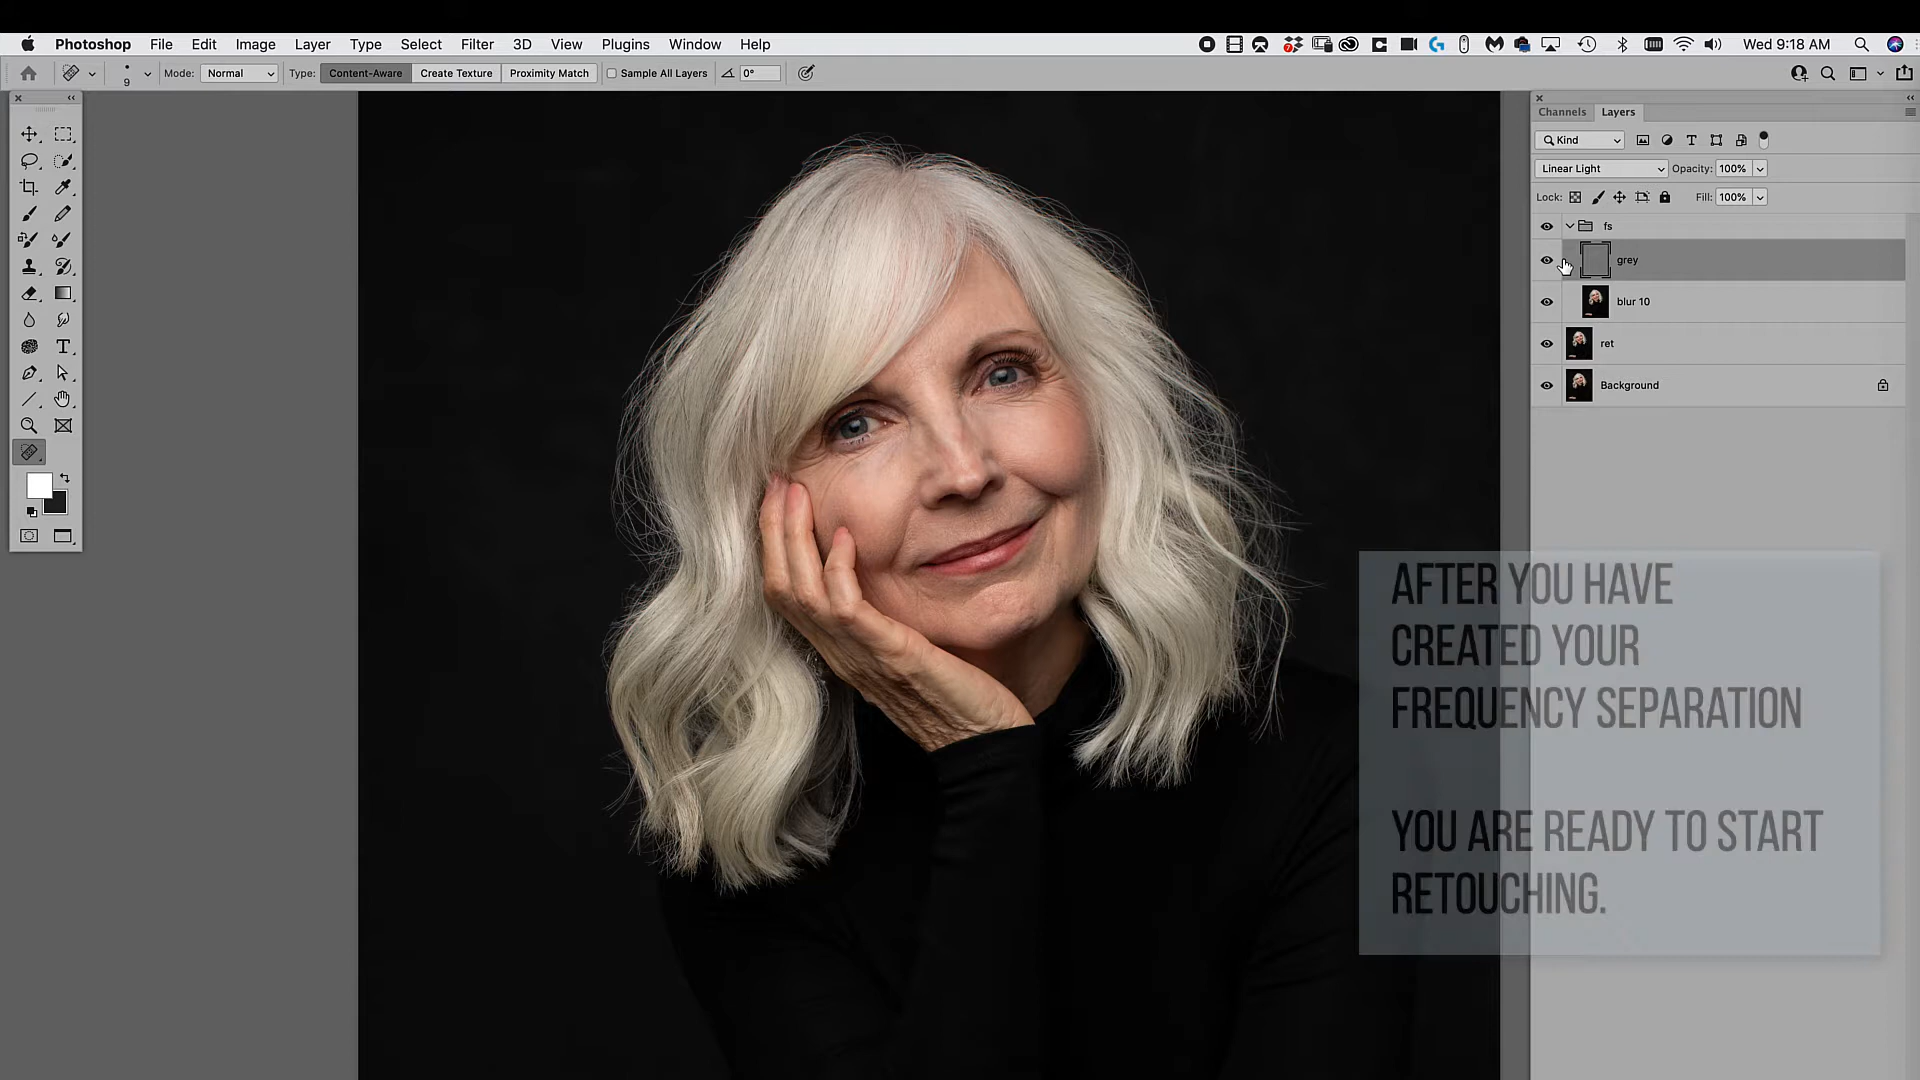 Photoshop File Edit Image Layer Type Select Filter 3D View Plugins Window Help Wed 9:18 AM
9 Mode: Normal Type: Content-Aware Create Texture Proximity Match Sample All Layers 0°
Channels Layers
Kind
Linear Light Opacity: 100%
Lock: Fill: 100%
fs
grey
blur 10
ret
Background
AFTER YOU HAVE
CREATED YOUR
FREQUENCY SEPARATION
YOU ARE READY TO START
RETOUCHING.